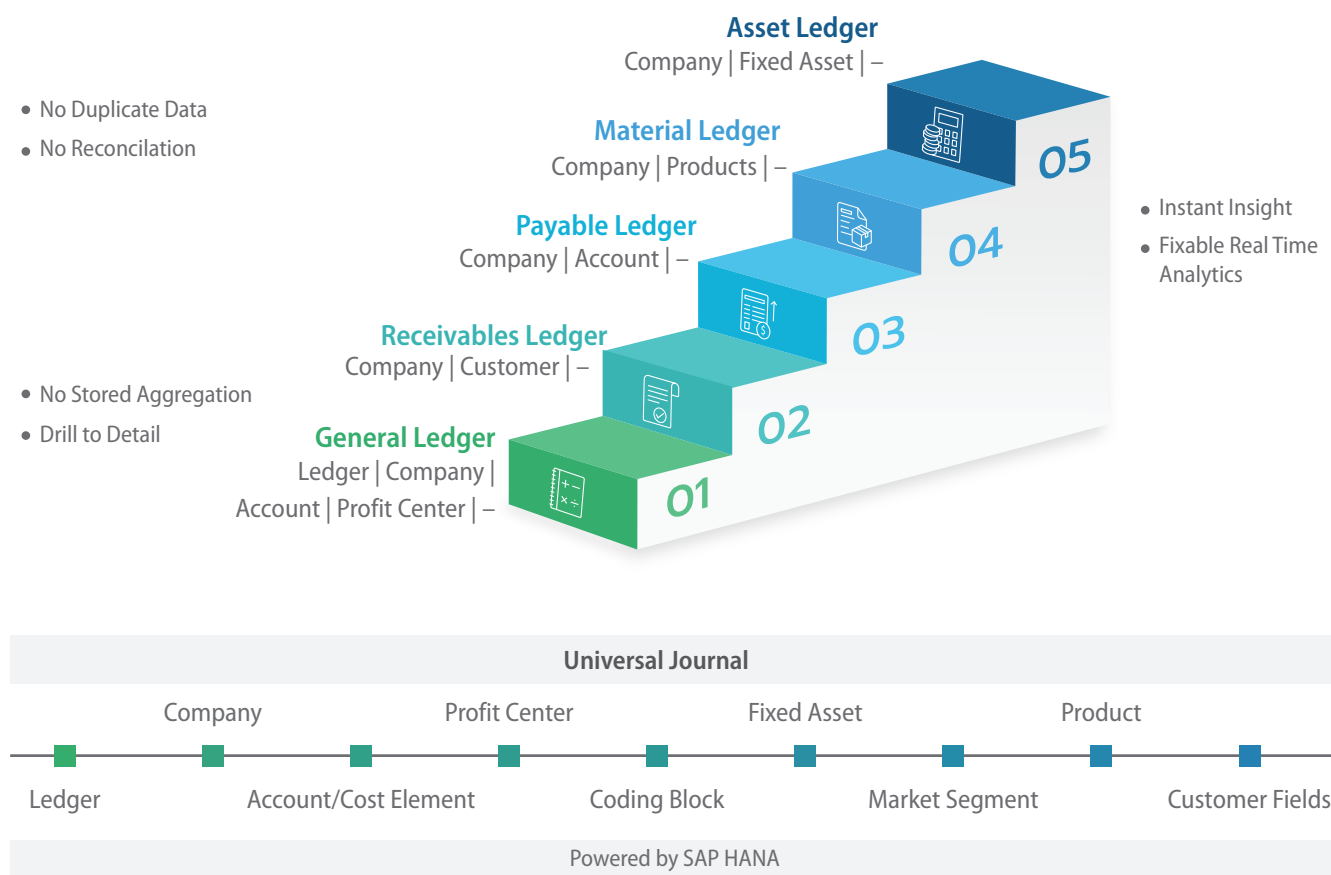 Asset Ledger
Company | Fixed Asset | –
• No Duplicate Data
• No Reconcilation
Material Ledger
Company | Products | –
05
Payable Ledger
Company | Account | –
04
• Instant Insight
• Fixable Real Time
Analytics
Receivables Ledger
Company | Customer | –
03
• No Stored Aggregation
• Drill to Detail
General Ledger
Ledger | Company |
Account | Profit Center | –
02
01
Universal Journal
Company
Profit Center
Fixed Asset
Product
Ledger
Account/Cost Element
Coding Block
Market Segment
Customer Fields
Powered by SAP HANA